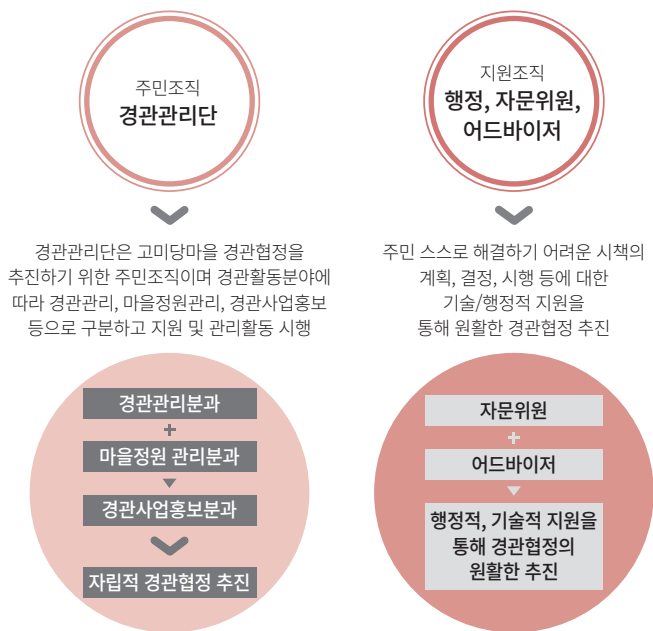 주민조직
경관관리단
경관관리단은 고미당마을 경관협정을
추진하기 위한 주민조직이며 경관활동분야에
따라 경관관리, 마을정원관리, 경관사업홍보
등으로 구분하고 지원 및 관리활동 시행
경관관리분과
+
마을정원 관리분과
경관사업홍보분과
자립적 경관협정 추진
지원조직
행정, 자문위원,
어드바이저
주민 스스로 해결하기 어려운 시책의
계획, 결정, 시행 등에 대한
기술/행정적 지원을
통해 원활한 경관협정 추진
자문위원
+
어드바이저
행정적, 기술적 지원을
통해 경관협정의
원활한 추진